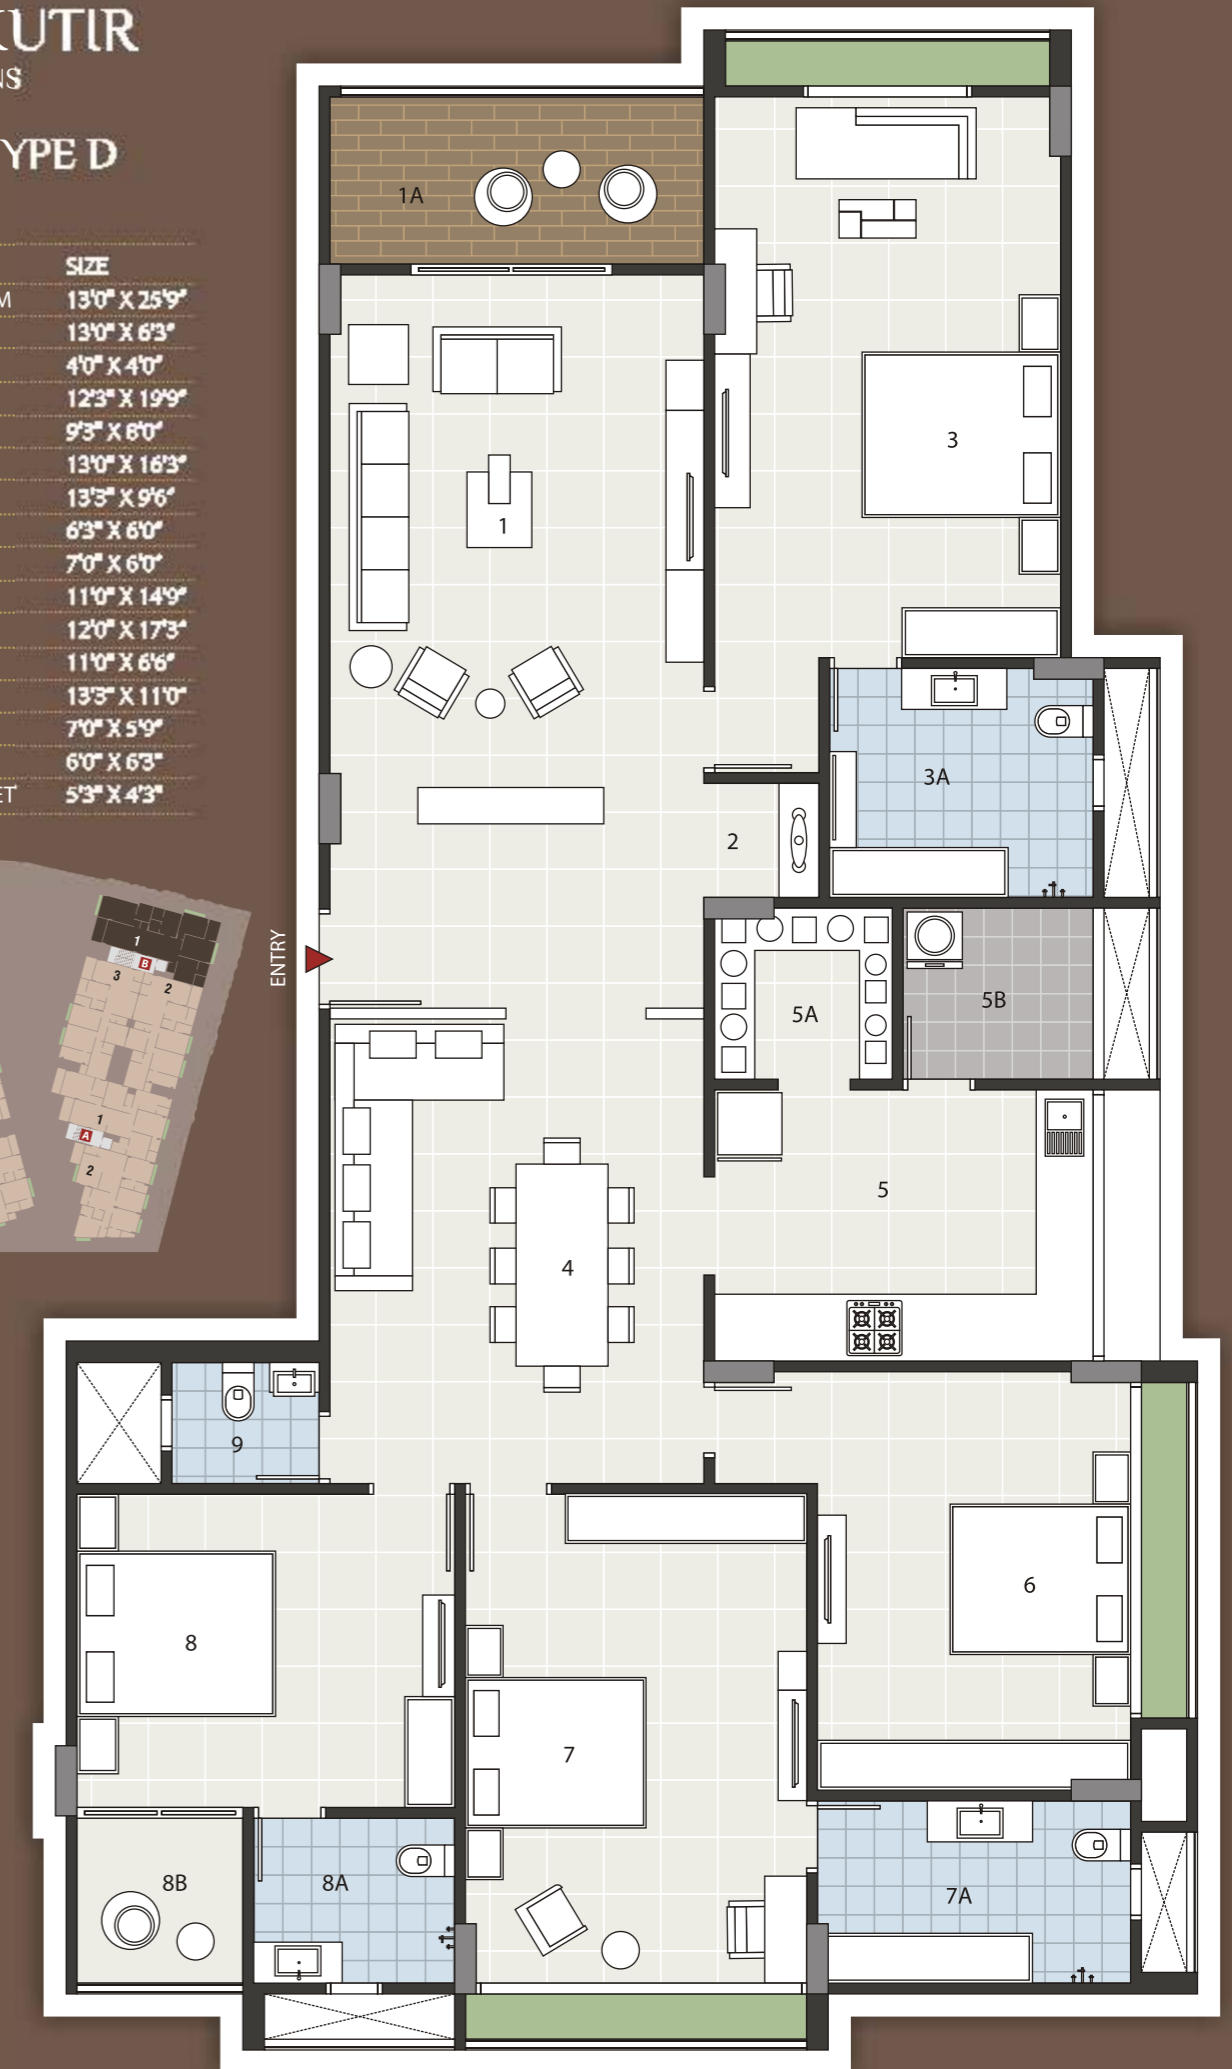 KUTIR
NS
YPE D
SIZE
M 13'0" X 25'9"
13'0" X 6'3"
4'0" X 4'0"
12'3" X 19'9"
9'3" X 8'0"
13'0" X 16'3"
13'3" X 9'6"
6'3" X 6'0"
7'0" X 6'0"
11'0" X 14'9"
12'0" X 17'3"
11'0" X 6'6"
13'3" X 11'0"
7'0" X 5'9"
6'0" X 6'3"
ET 5'3" X 4'3"
1
B
3
2
1
A
2
ENTRY
1A
3
1
3A
2
5A
5B
5
4
9
6
8
7
8B
8A
7A